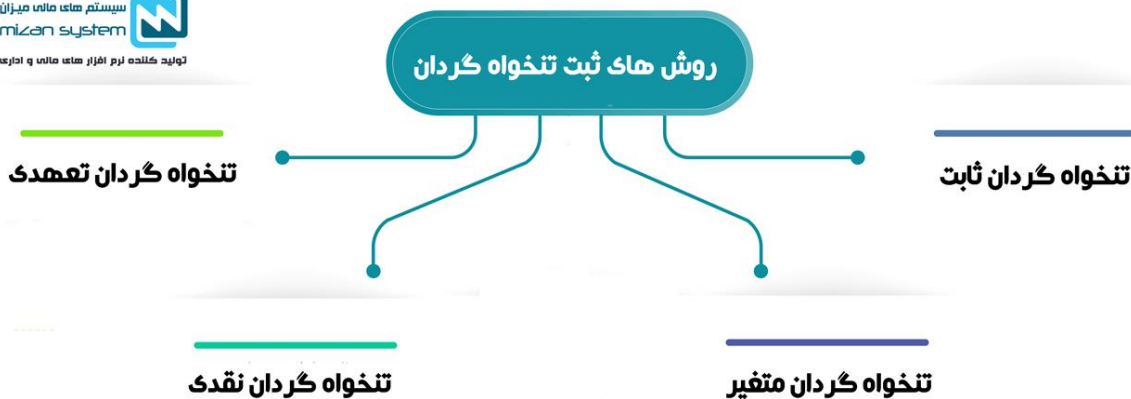 سیستم های مالی میزان
mizan system
تولید کننده نرم افزار های مالی و اداری
روش های ثبت تنخواه گردان
تنخواه گردان ثابت
تنخواه گردان تعهدی
تنخواه گردان متغیر
تنخواه گردان نقدی